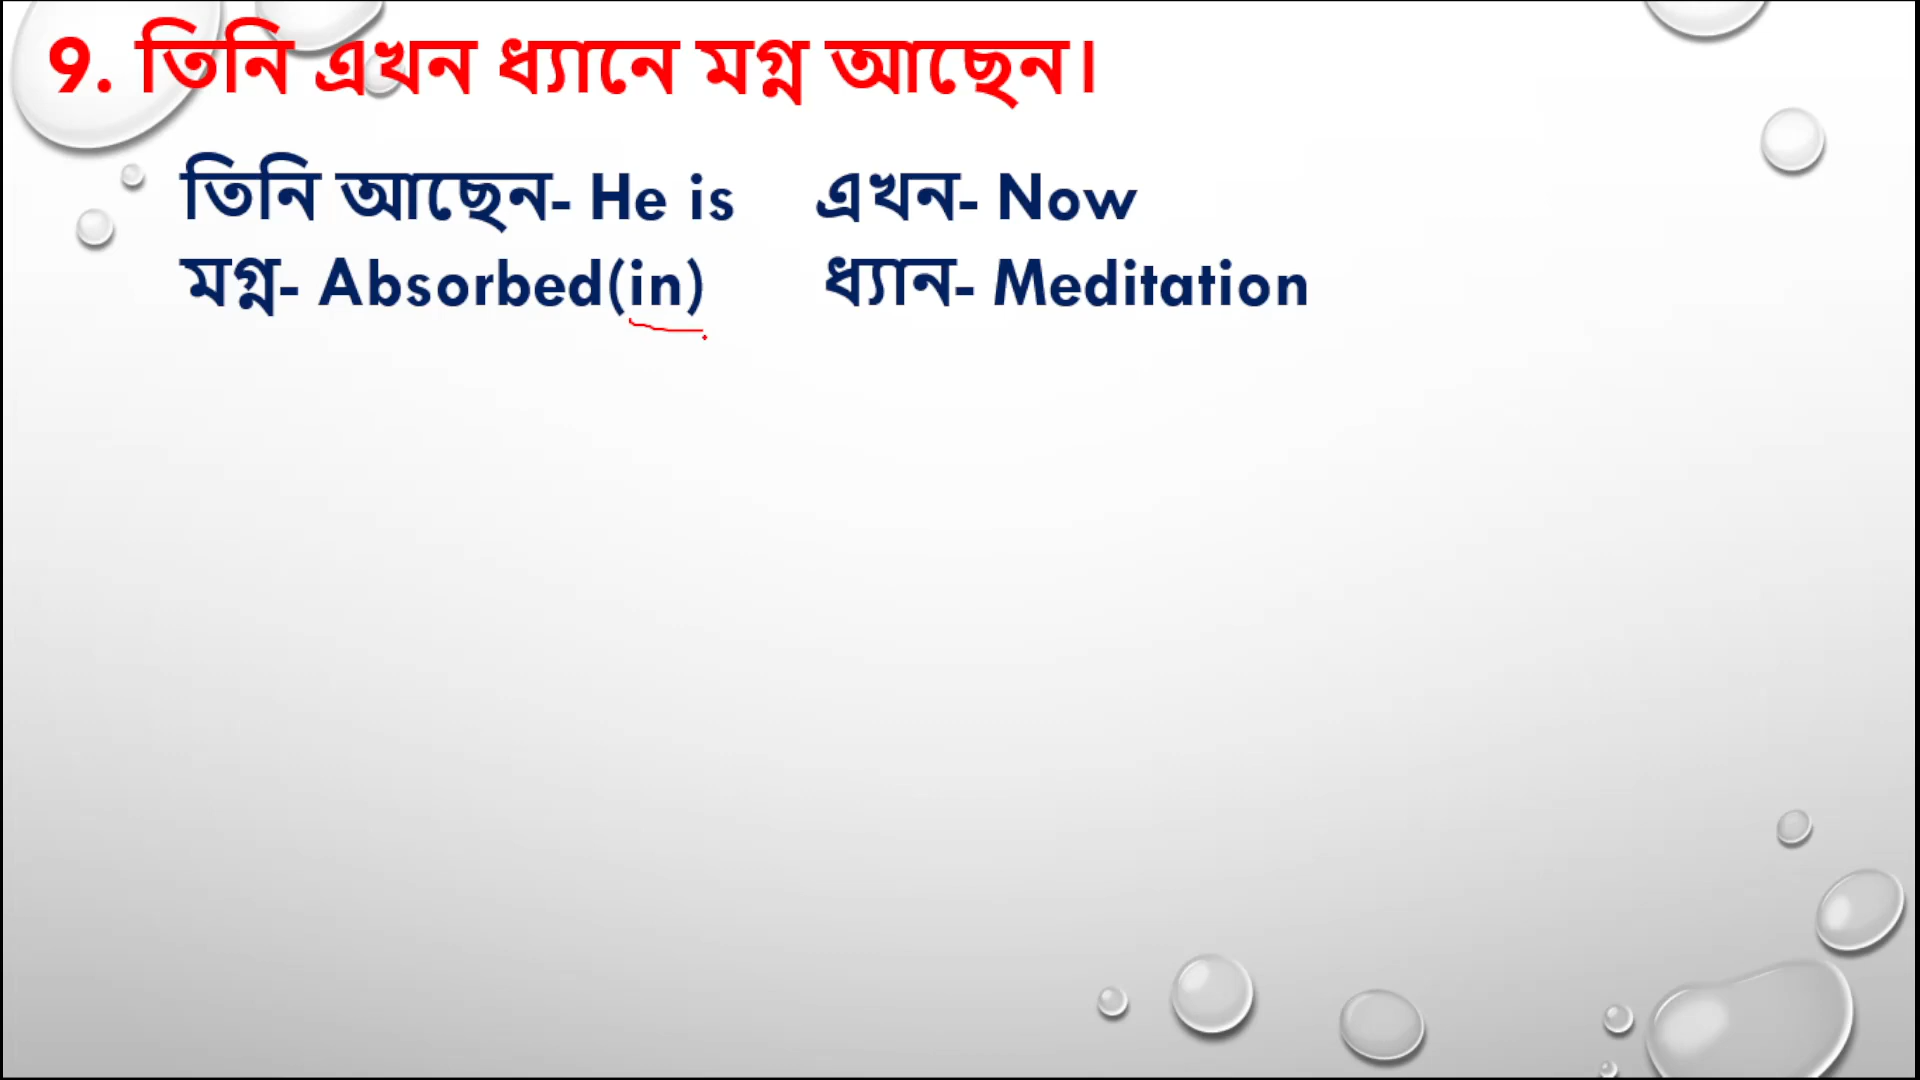 9. তিনি এখন ধ্যানে মগ্ন আছেন।
তিনি আছেন- He is এখন- Now
মগ্ন- Absorbed(in) ধ্যান- Meditation